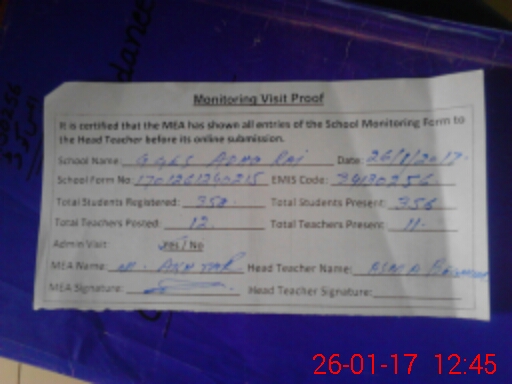 Monitoring Visit Proof
It is certified that the MEA has shown all entries of the School Monitoring Form to
the Head Teacher before its online submission.
School Name: Date: 26/1/2017
School Form No: 1701261240215 EMIS Code: 34130256
Total Students Registered: 358 Total Students Present: 356
Total Teachers Posted: 12 Total Teachers Present: 11
Admin Visit: Yes / No
MEA Name: Head Teacher Name: ASMA
MEA Signature: Head Teacher Signature:
26-01-17 12:45